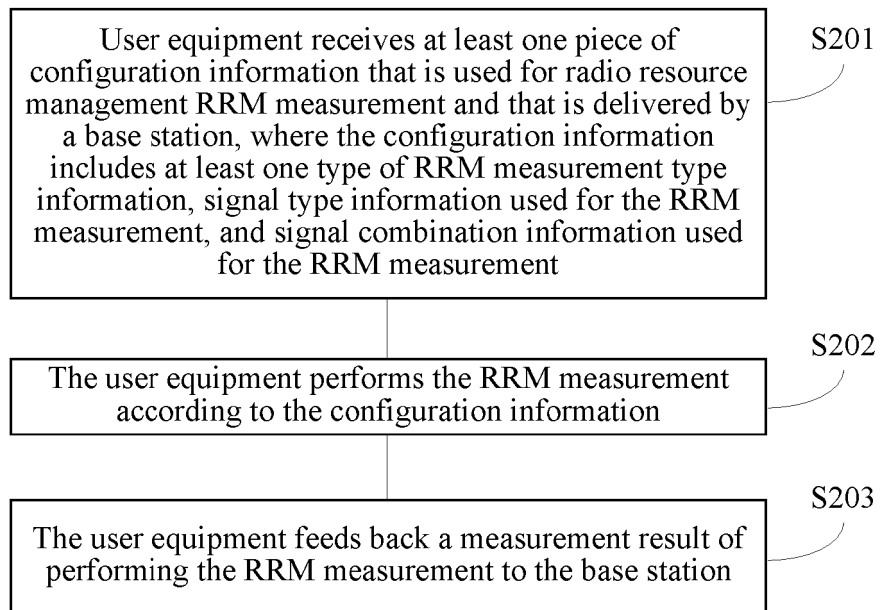 User equipment receives at least one piece of
configuration information that is used for radio resource
management RRM measurement and that is delivered by
a base station, where the configuration information
includes at least one type of RRM measurement type
information, signal type information used for the RRM
measurement, and signal combination information used
for the RRM measurement
S201
The user equipment performs the RRM measurement
according to the configuration information
S202
The user equipment feeds back a measurement result of
performing the RRM measurement to the base station
S203